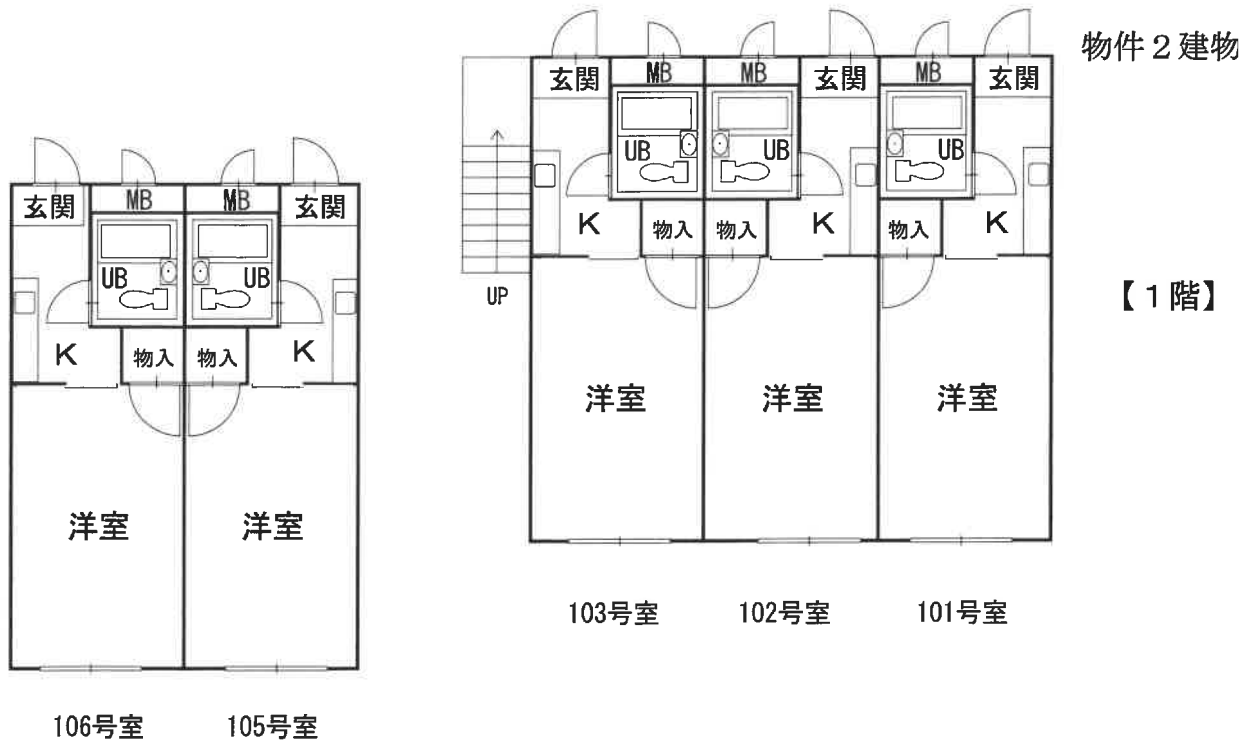 物件2建物
【1階】
玄関 MB MB 玄関 MB 玄関
UB UB UB
K 物入 物入 K 物入 K
UP
洋室 洋室 洋室
103号室 102号室 101号室
玄関 MB MB 玄関
UB UB
K 物入 物入 K
洋室 洋室
106号室 105号室